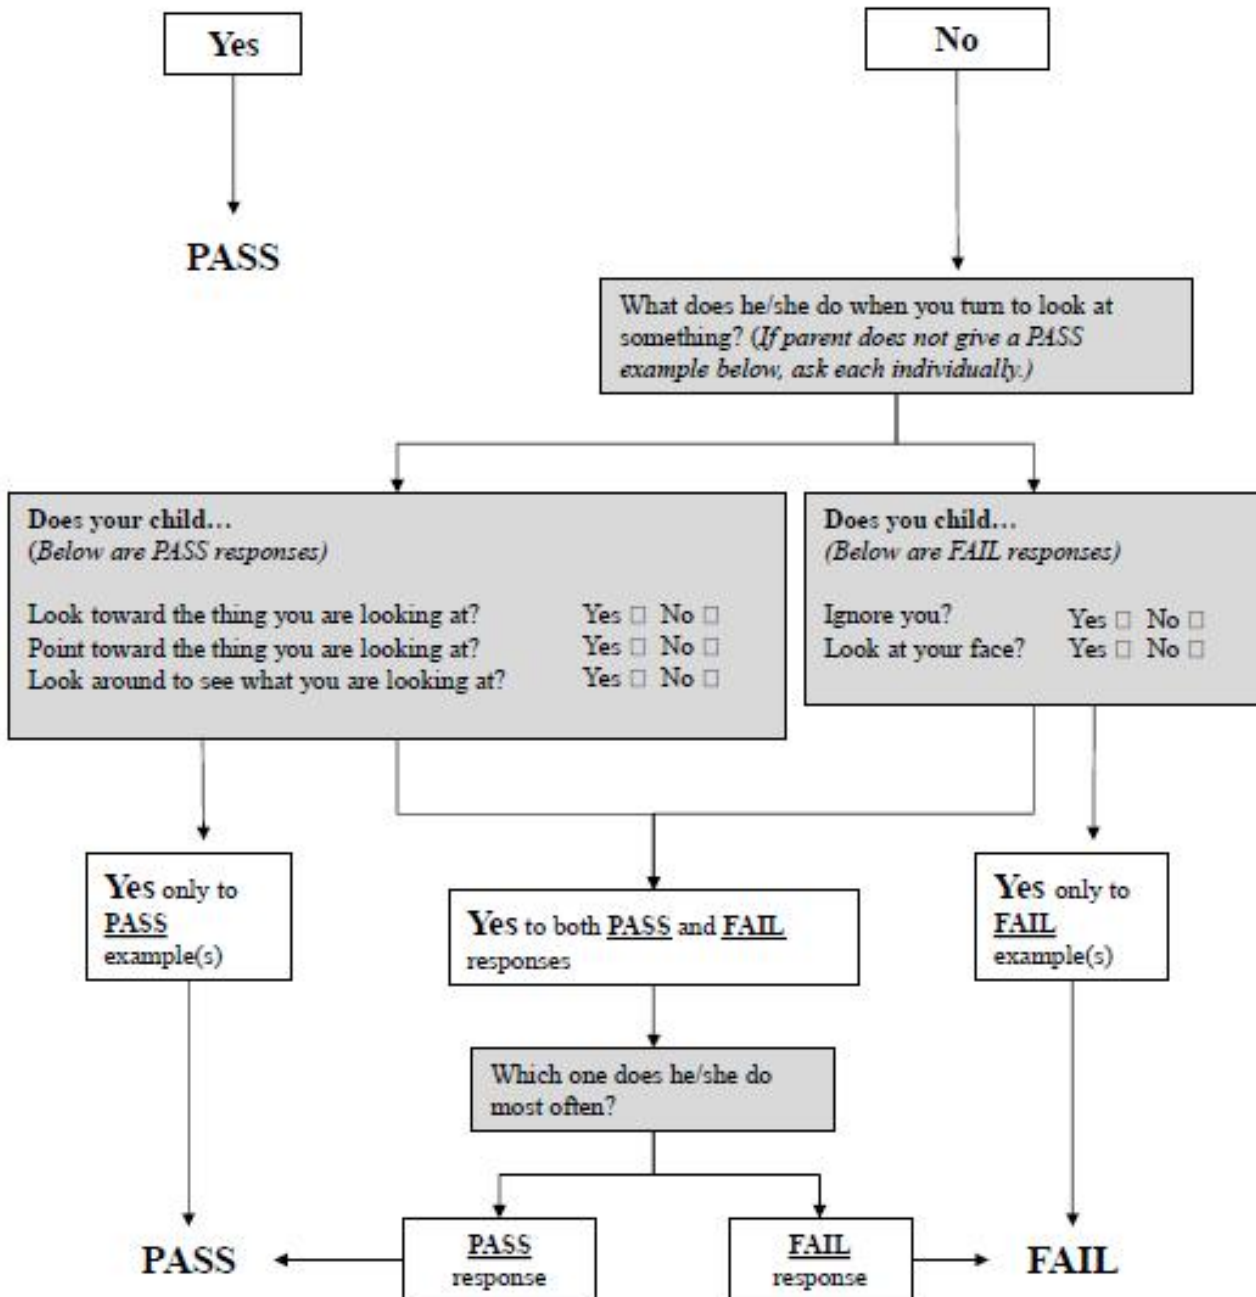 Yes
No
PASS
What does he/she do when you turn to look at
something? (If parent does not give a PASS
example below, ask each individually.)
Does your child…
(Below are PASS responses)
Look toward the thing you are looking at? Yes □ No □
Point toward the thing you are looking at? Yes □ No □
Look around to see what you are looking at? Yes □ No □
Does you child…
(Below are FAIL responses)
Ignore you? Yes □ No □
Look at your face? Yes □ No □
Yes only to
PASS
example(s)
Yes to both PASS and FAIL
responses
Yes only to
FAIL
example(s)
Which one does he/she do
most often?
PASS
PASS
response
FAIL
response
FAIL